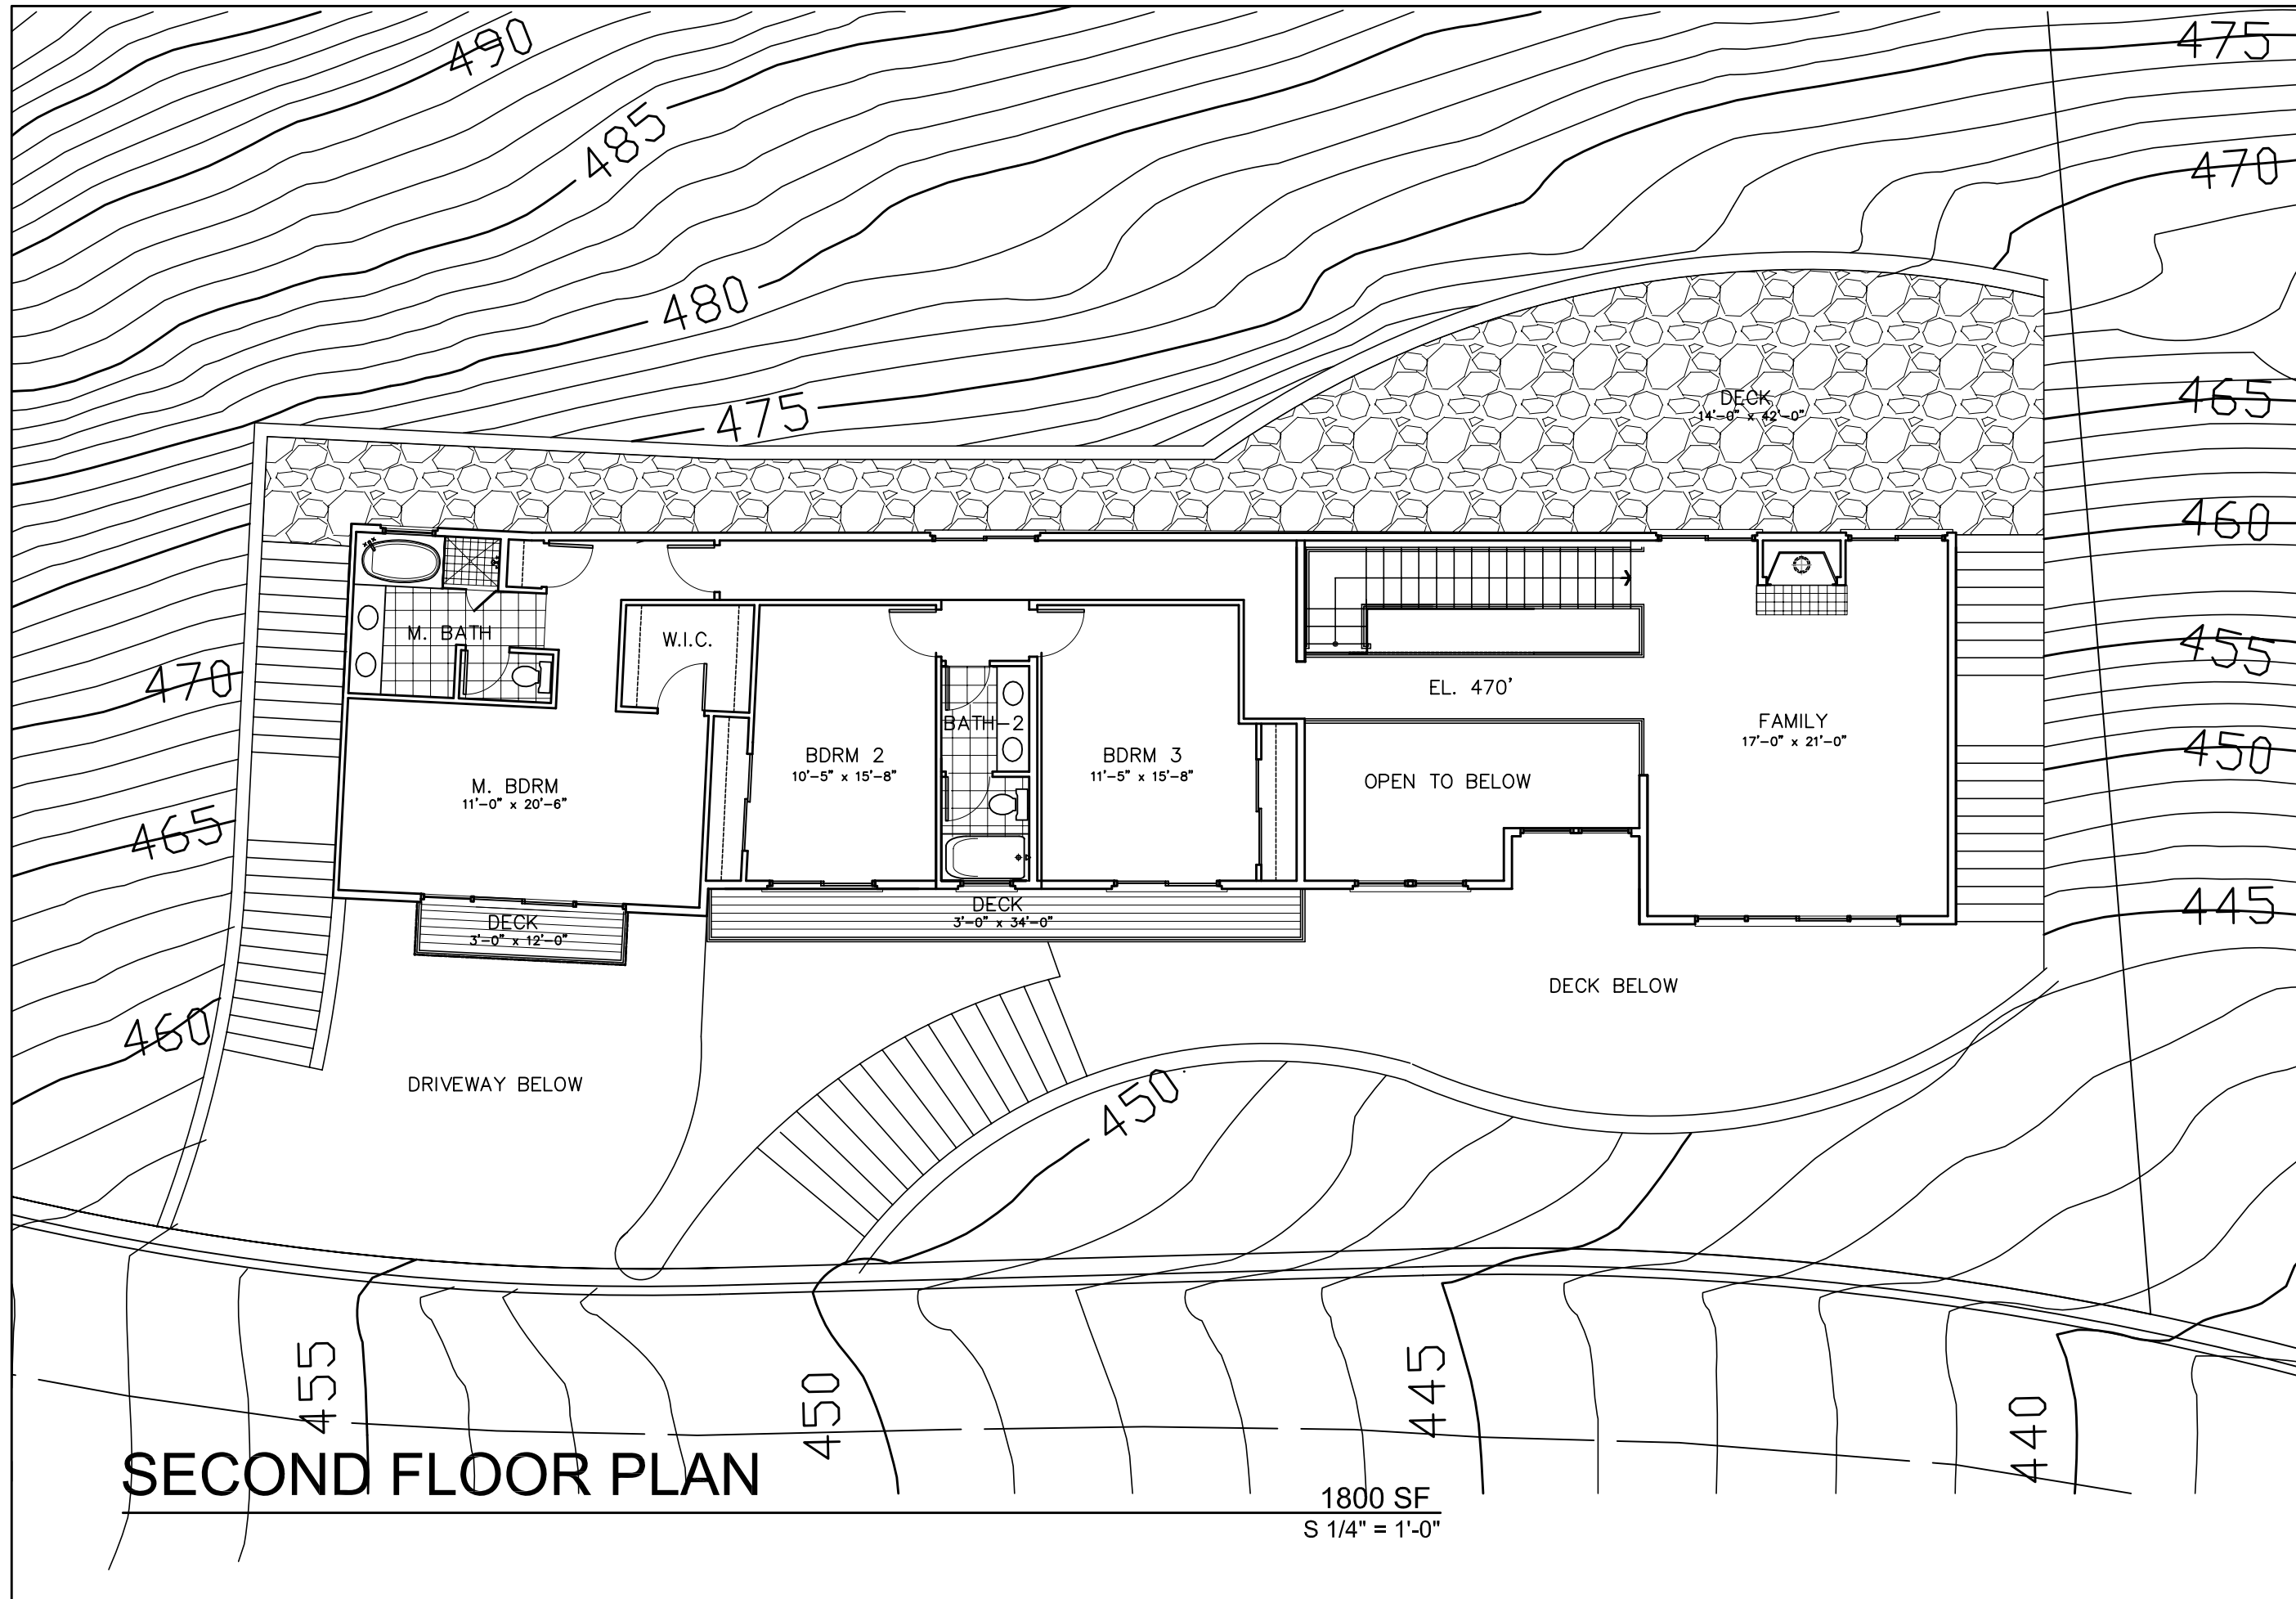 490
475
485
470
480
DECK
14'-0" x 42'-0"
465
475
460
M. BATH
W.I.C.
455
470
EL. 470'
BATH-2
FAMILY
17'-0" x 21'-0"
450
BDRM 2
10'-5" x 15'-8"
BDRM 3
11'-5" x 15'-8"
OPEN TO BELOW
M. BDRM
11'-0" x 20'-6"
465
DECK
3'-0" x 34'-0"
445
DECK
3'-0" x 12'-0"
DECK BELOW
460
DRIVEWAY BELOW
450
455
450
445
440
SECOND FLOOR PLAN
1800 SF
S 1/4" = 1'-0"